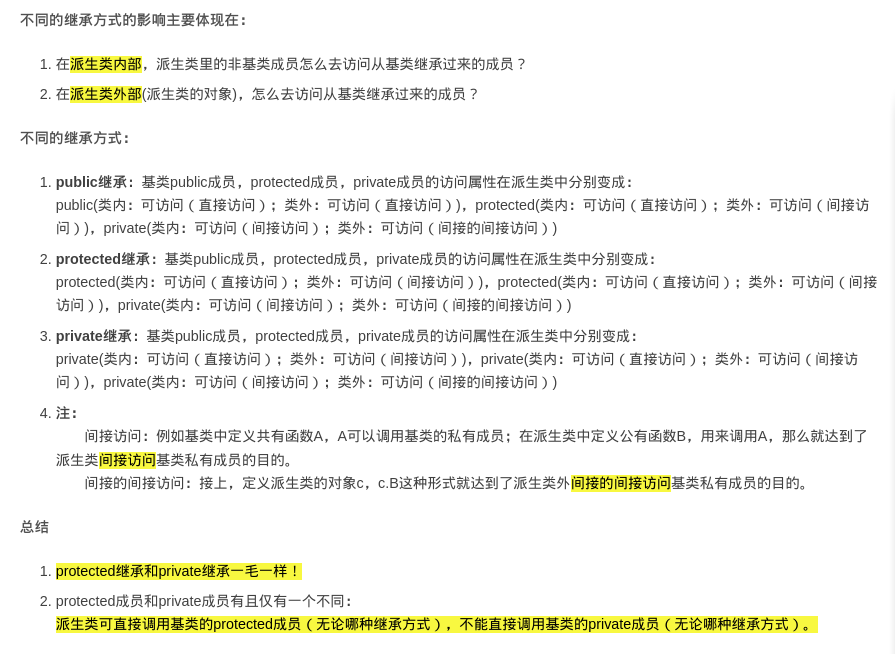 不同的继承方式的影响主要体现在：
1. 在派生类内部，派生类里的非基类成员怎么去访问从基类继承过来的成员？
2. 在派生类外部(派生类的对象)，怎么去访问从基类继承过来的成员？
不同的继承方式：
1. public继承：基类public成员，protected成员，private成员的访问属性在派生类中分别变成：
public(类内：可访问（直接访问）；类外：可访问（直接访问）)，protected(类内：可访问（直接访问）；类外：可访问（间接访
问）)，private(类内：可访问（间接访问）；类外：可访问（间接的间接访问）)
2. protected继承：基类public成员，protected成员，private成员的访问属性在派生类中分别变成：
protected(类内：可访问（直接访问）；类外：可访问（间接访问）)，protected(类内：可访问（直接访问）；类外：可访问（间接
访问）)，private(类内：可访问（间接访问）；类外：可访问（间接的间接访问）)
3. private继承：基类public成员，protected成员，private成员的访问属性在派生类中分别变成：
private(类内：可访问（直接访问）；类外：可访问（间接访问）)，private(类内：可访问（直接访问）；类外：可访问（间接访
问）)，private(类内：可访问（间接访问）；类外：可访问（间接的间接访问）)
4. 注：
间接访问：例如基类中定义共有函数A，A可以调用基类的私有成员；在派生类中定义公有函数B，用来调用A，那么就达到了
派生类间接访问基类私有成员的目的。
间接的间接访问：接上，定义派生类的对象c，c.B这种形式就达到了派生类外间接的间接访问基类私有成员的目的。
总结
1. protected继承和private继承一毛一样！
2. protected成员和private成员有且仅有一个不同：
派生类可直接调用基类的protected成员（无论哪种继承方式），不能直接调用基类的private成员（无论哪种继承方式）。